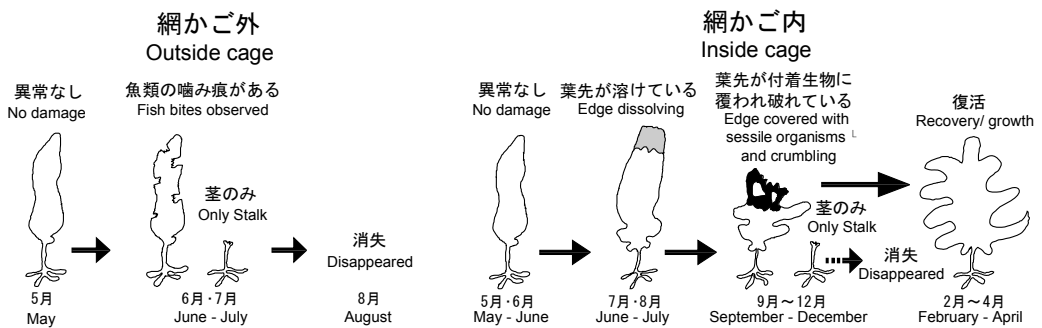 網かご外
Outside cage
異常なし
No damage
魚類の噛み痕がある
Fish bites observed
茎のみ
Only Stalk
消失
Disappeared
5月
May
6月・7月
June - July
8月
August
網かご内
Inside cage
異常なし
No damage
葉先が溶けている
Edge dissolving
葉先が付着生物に
覆われ破れている
Edge covered with
sessile organisms └
and crumbling
茎のみ
Only Stalk
消失
Disappeared
復活
Recovery/ growth
5月・6月
May - June
7月・8月
June - July
9月～12月
September - December
2月～4月
February - April